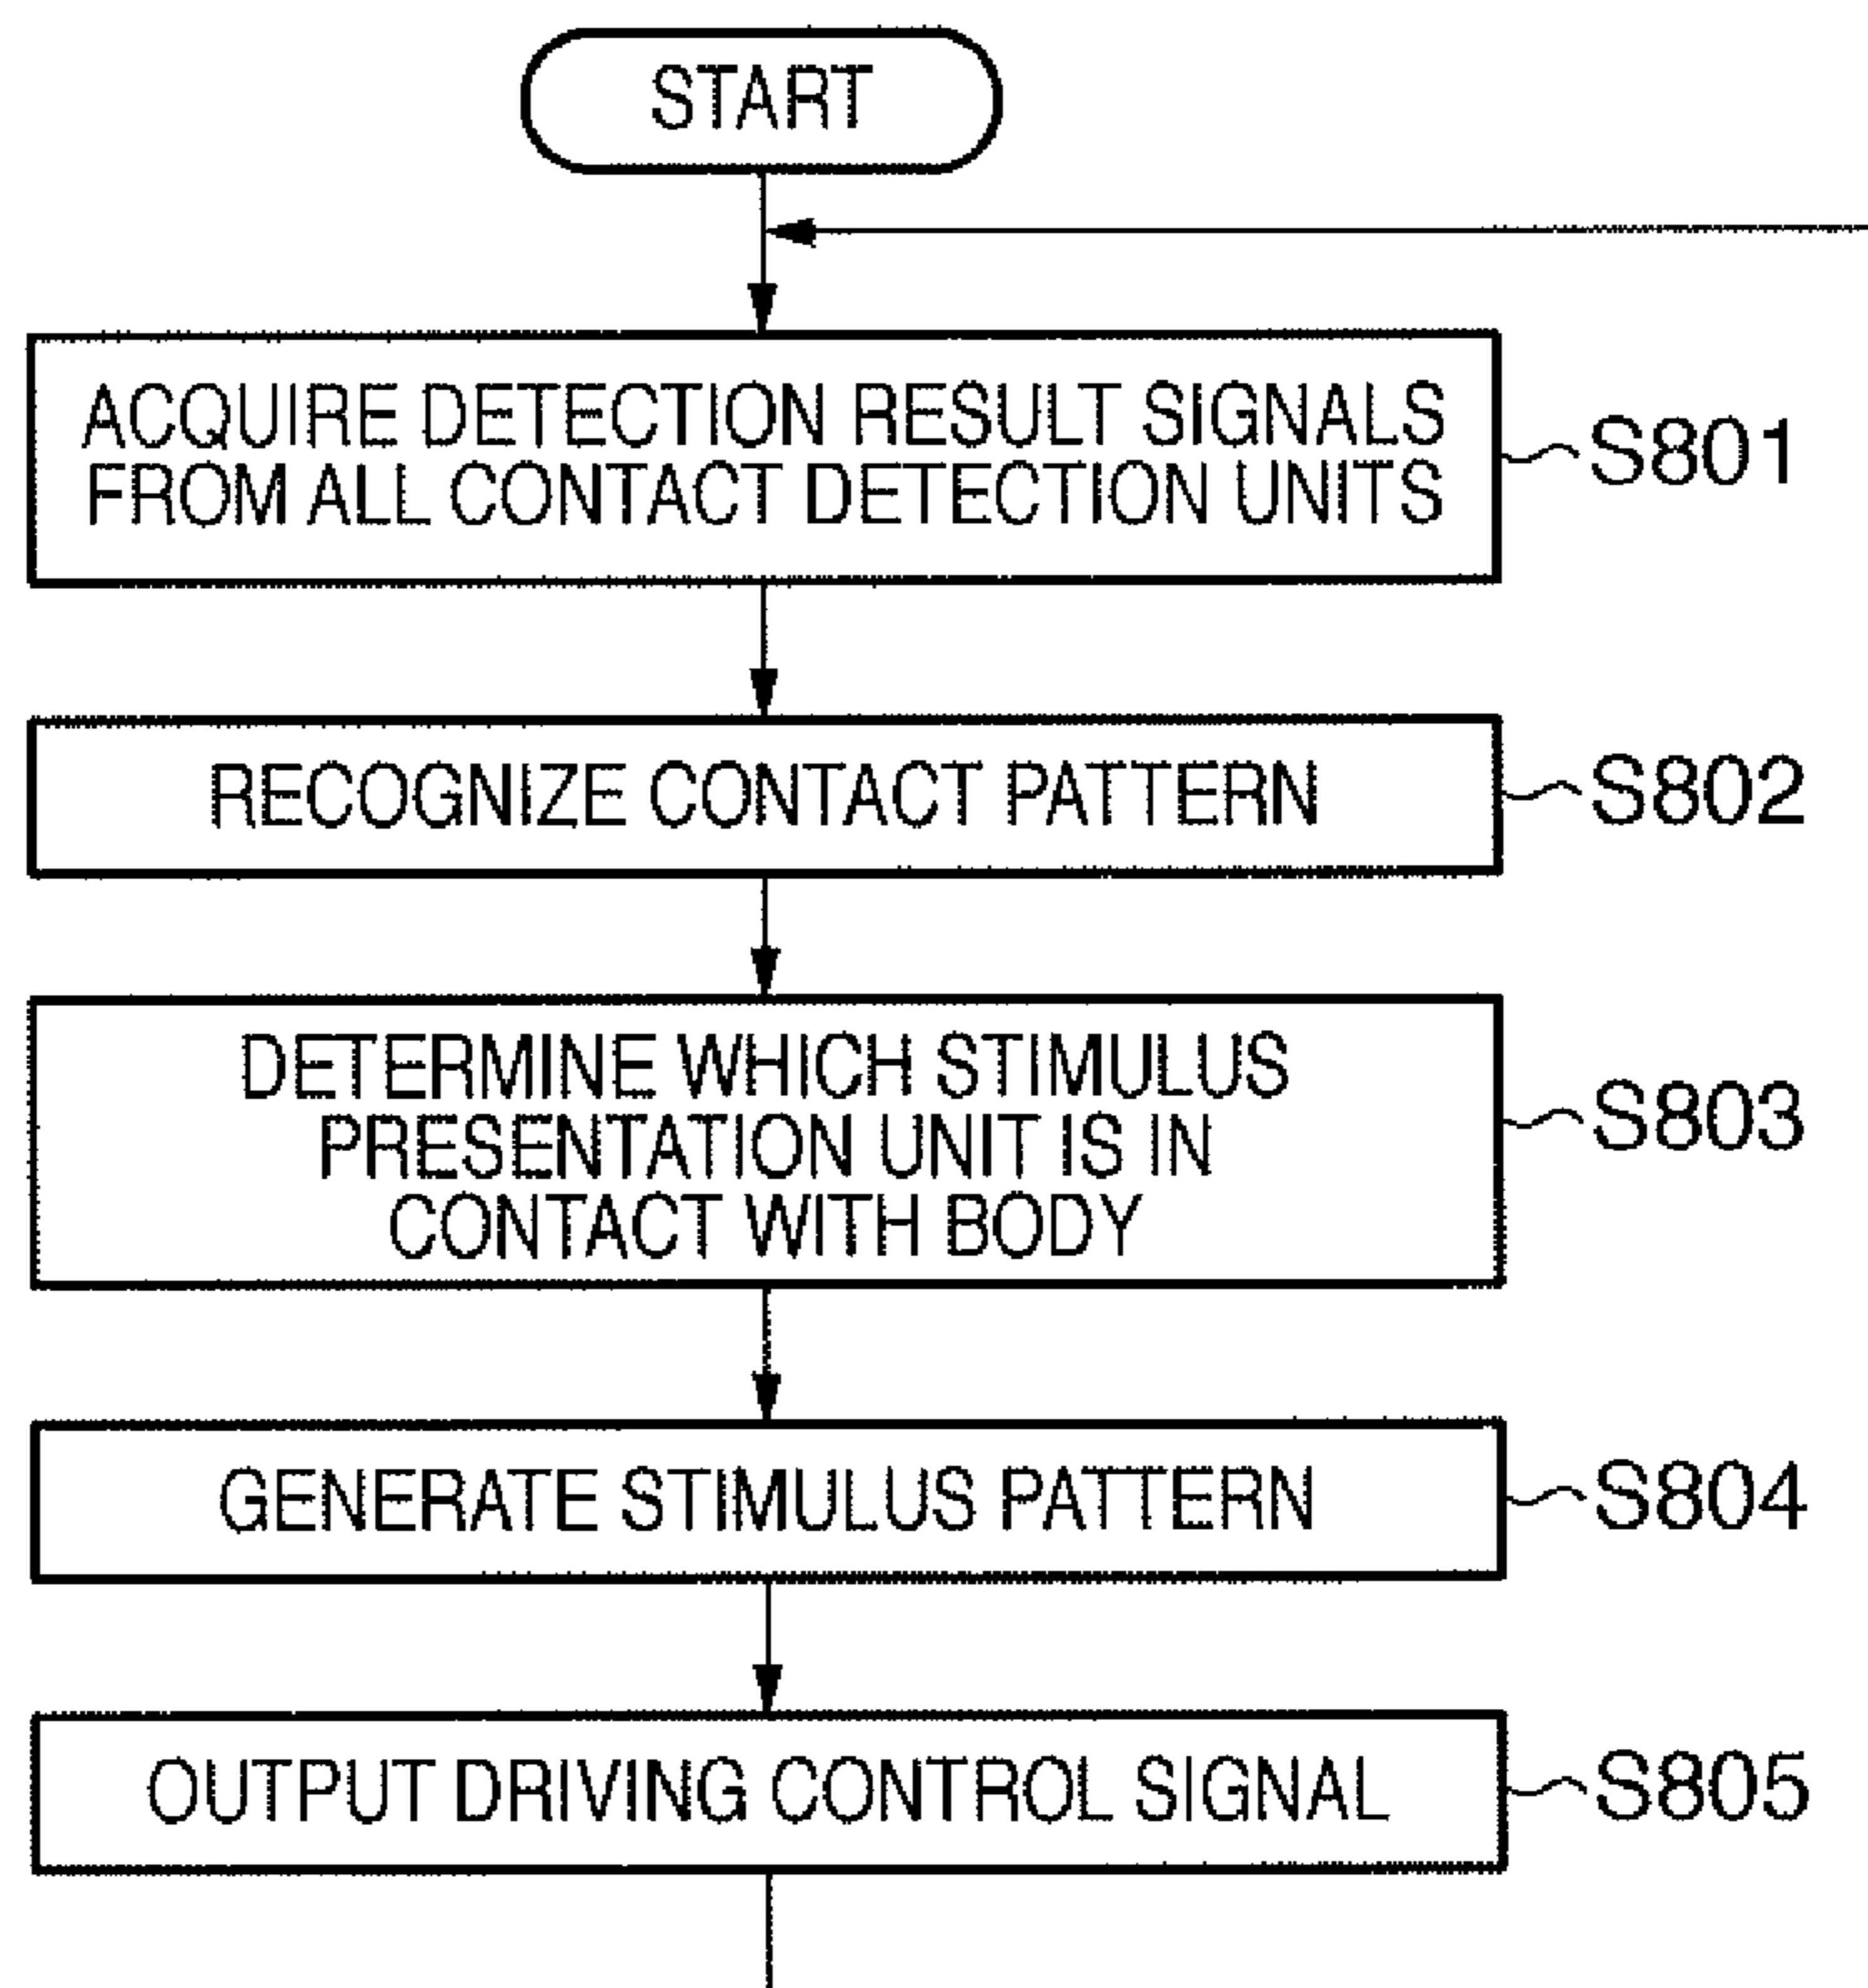 START
ACQUIRE DETECTION RESULT SIGNALS
FROM ALL CONTACT DETECTION UNITS
S801
RECOGNIZE CONTACT PATTERN
S802
DETERMINE WHICH STIMULUS
PRESENTATION UNIT IS IN
CONTACT WITH BODY
S803
GENERATE STIMULUS PATTERN
S804
OUTPUT DRIVING CONTROL SIGNAL
S805